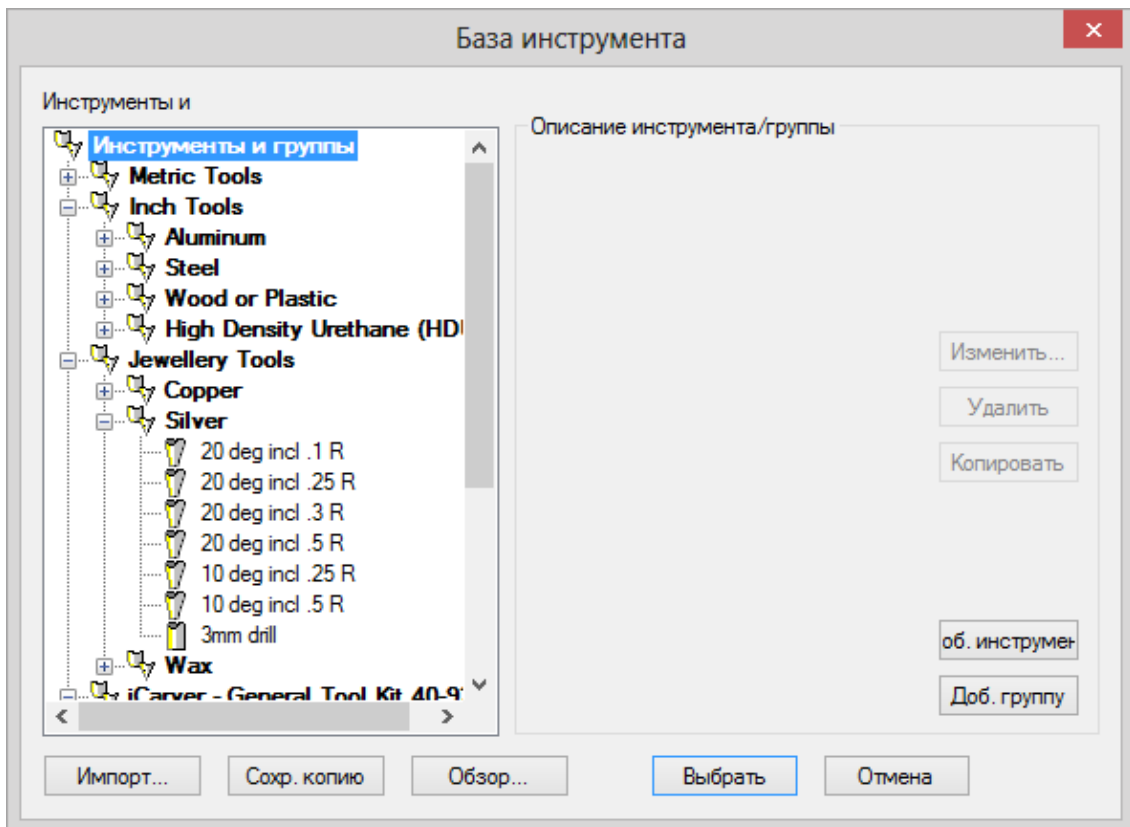 База инструмента
Инструменты и
Инструменты и группы
Metric Tools
Inch Tools
Aluminum
Steel
Wood or Plastic
High Density Urethane (HDU
Jewellery Tools
Copper
Silver
20 deg incl .1 R
20 deg incl .25 R
20 deg incl .3 R
20 deg incl .5 R
10 deg incl .25 R
10 deg incl .5 R
3mm drill
Wax
iCarver - General Tool Kit 40-9
Описание инструмента/группы
Изменить...
Удалить
Копировать
об. инструмен
Доб. группу
Импорт...
Сохр. копию
Обзор...
Выбрать
Отмена